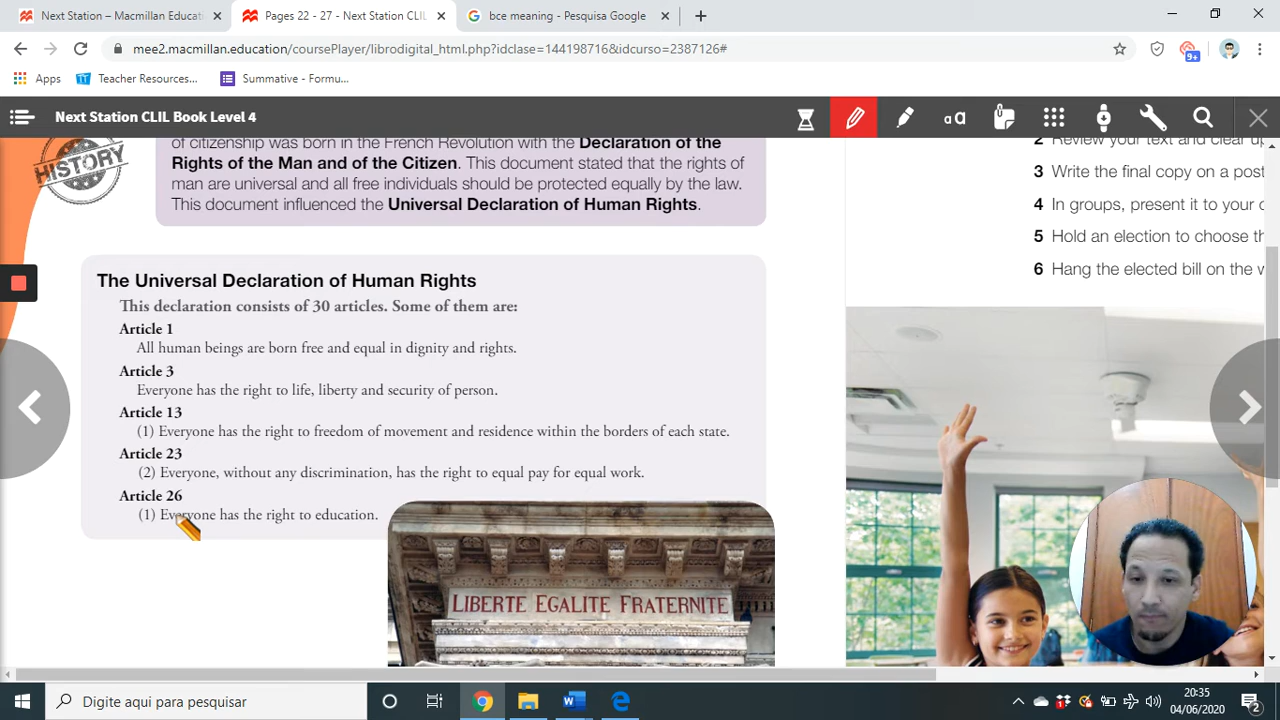 Next Station – Macmillan Educati
Pages 22 - 27 - Next Station CLIL
bce meaning - Pesquisa Google
mee2.macmillan.education/coursePlayer/librodigital_html.php?idclase=144198716&idcurso=2387126#
9+
Apps
Teacher Resources...
Summative - Formu...
Next Station CLIL Book Level 4
aa
HISTORY
of citizenship was born in the French Revolution with the Declaration of the
Rights of the Man and of the Citizen. This document stated that the rights of
man are universal and all free individuals should be protected equally by the law.
This document influenced the Universal Declaration of Human Rights.
The Universal Declaration of Human Rights
This declaration consists of 30 articles. Some of them are:
Article 1
All human beings are born free and equal in dignity and rights.
Article 3
Everyone has the right to life, liberty and security of person.
Article 13
(1) Everyone has the right to freedom of movement and residence within the borders of each state.
Article 23
(2) Everyone, without any discrimination, has the right to equal pay for equal work.
Article 26
(1) Everyone has the right to education.
LIBERTE EGALITE FRATERNITE
2 Review your text and clear up
3 Write the final copy on a post
4 In groups, present it to your c
5 Hold an election to choose th
6 Hang the elected bill on the w
Digite aqui para pesquisar
20:35
04/06/2020
2